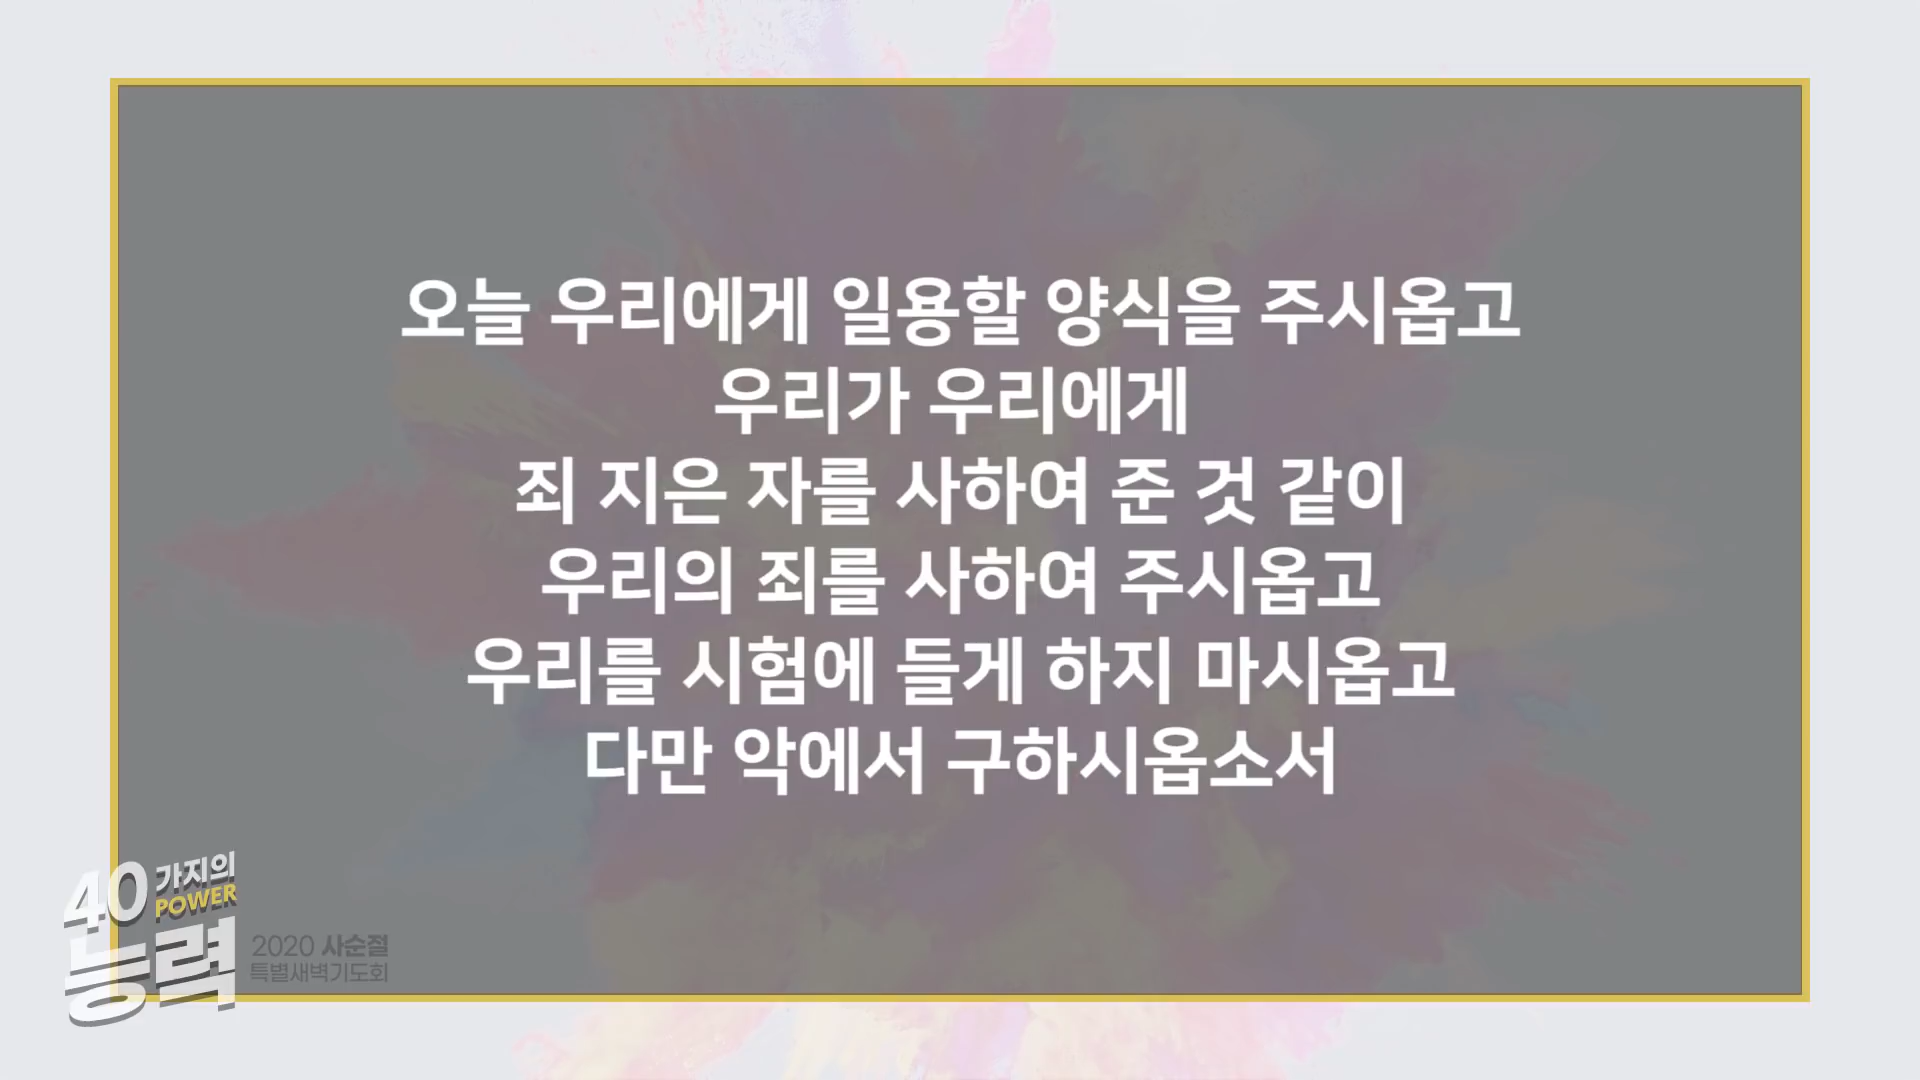 오늘 우리에게 일용할 양식을 주시옵고
우리가 우리에게
죄 지은 자를 사하여 준 것 같이
우리의 죄를 사하여 주시옵고
우리를 시험에 들게 하지 마시옵고
다만 악에서 구하시옵소서
40 가지의
POWER
능력
2020 사순절
특별새벽기도회